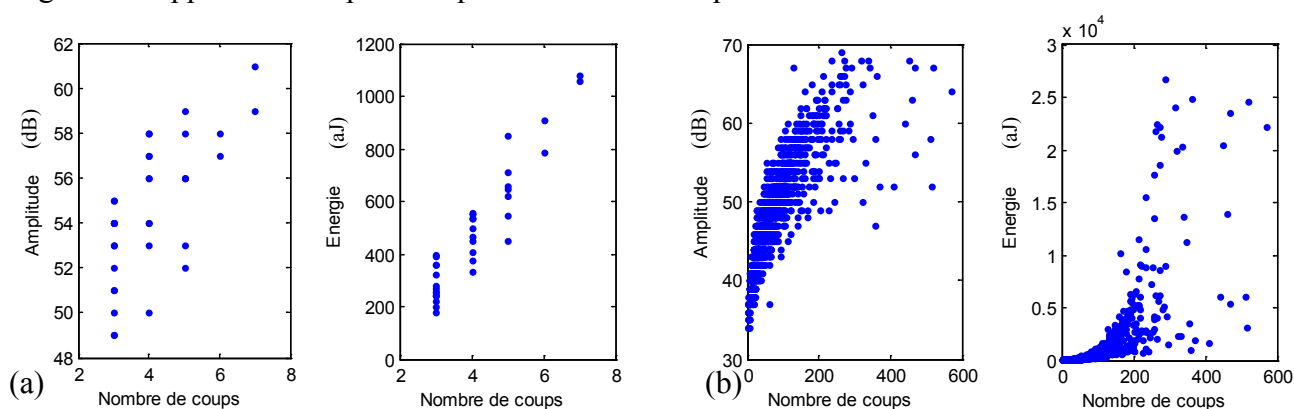 (a)
Amplitude (dB)
62
60
58
56
54
52
50
48
2 4 6 8
Nombre de coups
Energie (aJ)
1200
1000
800
600
400
200
0
2 4 6 8
Nombre de coups
(b)
Amplitude (dB)
70
60
50
40
30
0 200 400 600
Nombre de coups
Energie (aJ)
x 10^4
3
2.5
2
1.5
1
0.5
0
0 200 400 600
Nombre de coups